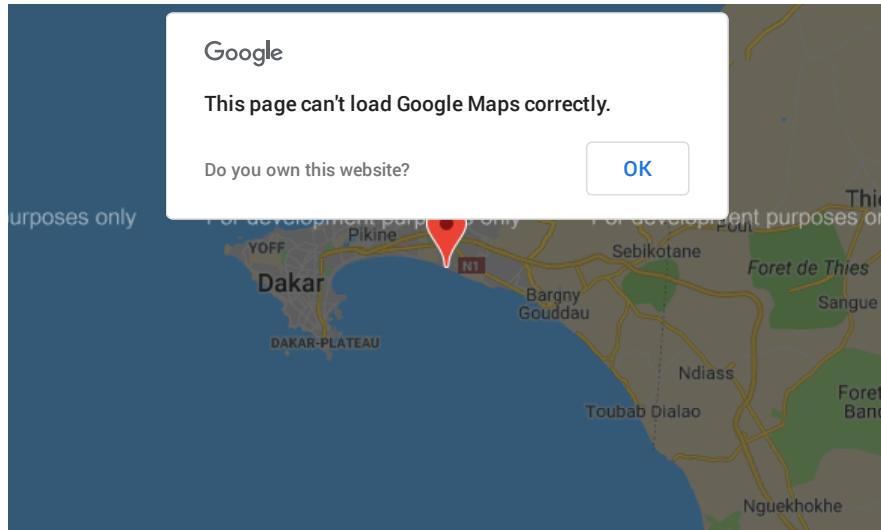 Google
This page can't load Google Maps correctly.
Do you own this website?
OK
urposes only
For development purposes only
For development purposes on
Thie
Pout
Pikine
YOFF
Sebikotane
N1
Foret de Thies
Dakar
Bargny
Gouddau
Sangue
DAKAR-PLATEAU
Ndiass
Foret
Band
Toubab Dialao
Nguekhokhe